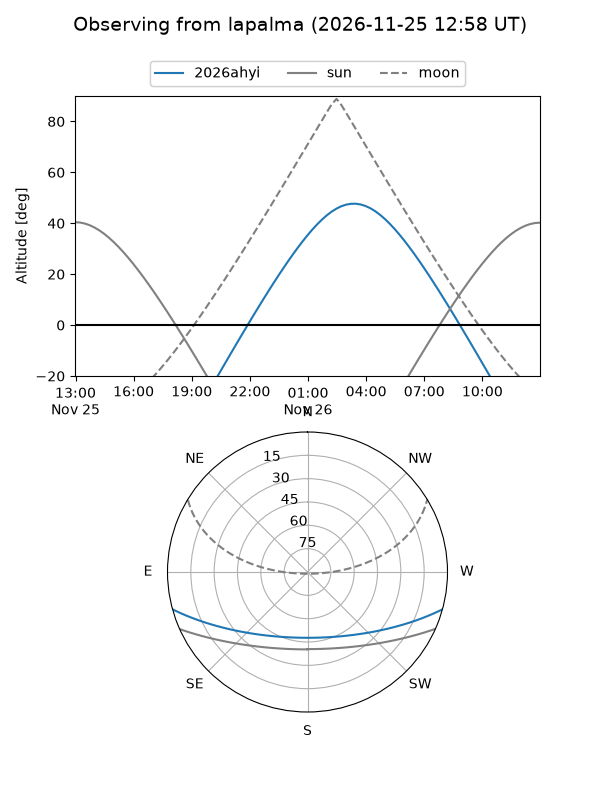 Observing from lapalma (2026-11-25 12:58 UT)
2026ahyi sun moon
Altitude [deg]
80
60
40
20
0
−20
13:00 16:00 19:00 22:00 01:00 04:00 07:00 10:00
Nov 25 Nov 26
N
NE NW
15
30
45
60
75
E W
SE SW
S